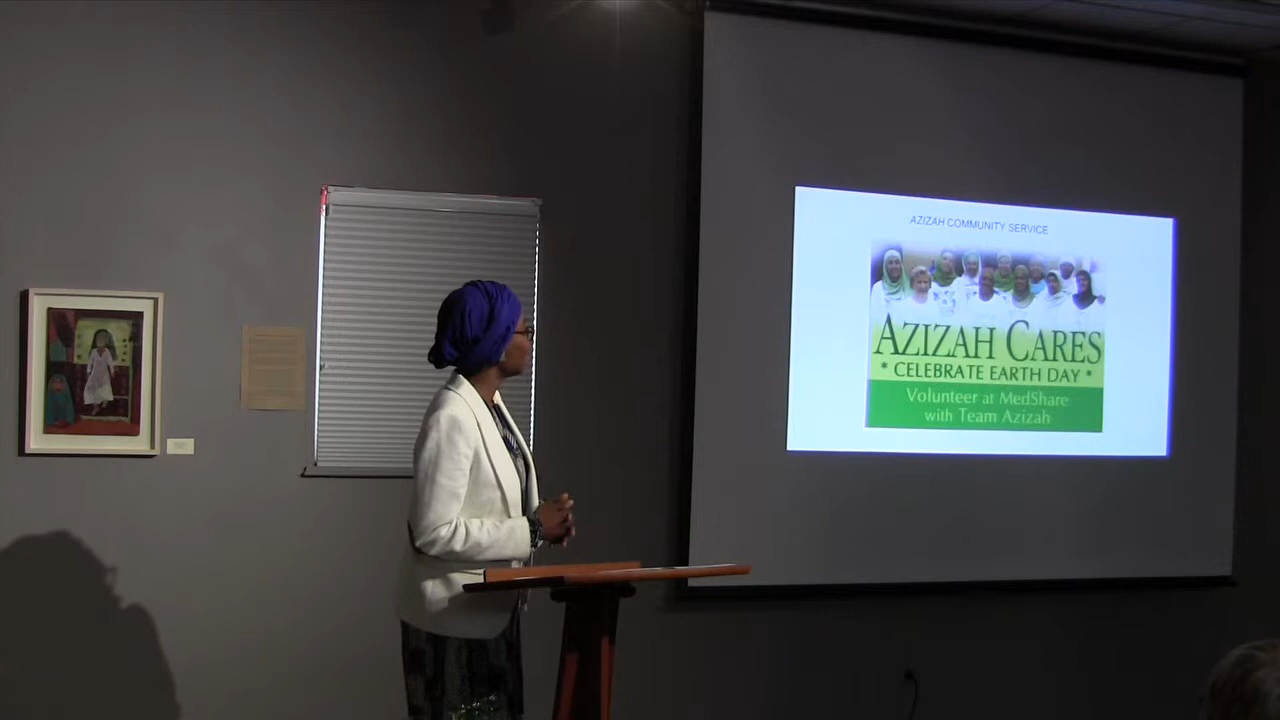 AZIZAH COMMUNITY SERVICE
AZIZAH CARES
* CELEBRATE EARTH DAY *
Volunteer at MedShare
with Team Azizah